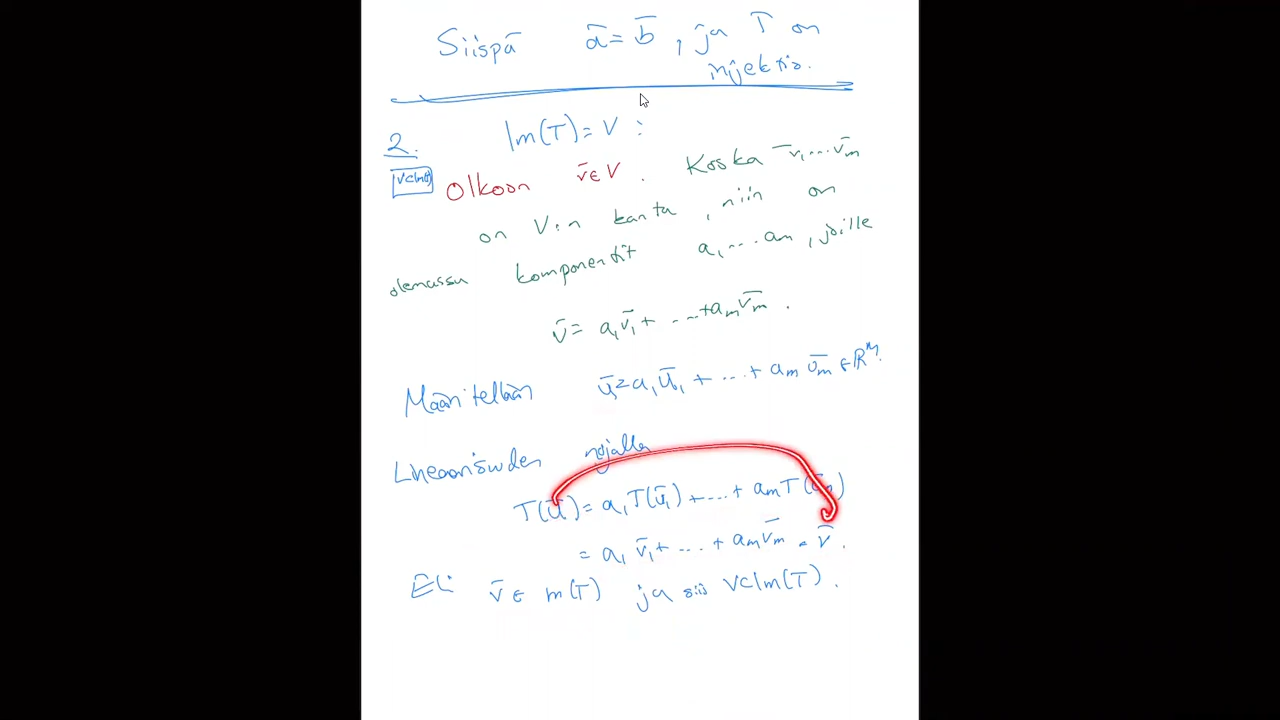 Siispä ā = b̄, ja T on
injektio.
2. Im(T) = V :
V⊂Im(T)
Olkoon v̄ ∈ V. Koska v̄₁...v̄ₘ
on V:n kanta, niin on
olemassa komponentit a₁...aₘ, joille
v̄ = a₁v̄₁ + ... + aₘv̄ₘ.
Määritellään ū = a₁ū₁ + ... + aₘūₘ ∈ ℝᵐ.
Lineaarisuuden nojalla
T(ū) = a₁T(ū₁) + ... + aₘT(ūₘ)
= a₁v̄₁ + ... + aₘv̄ₘ = v̄.
Eli v̄ ∈ Im(T) ja siis V⊂Im(T).